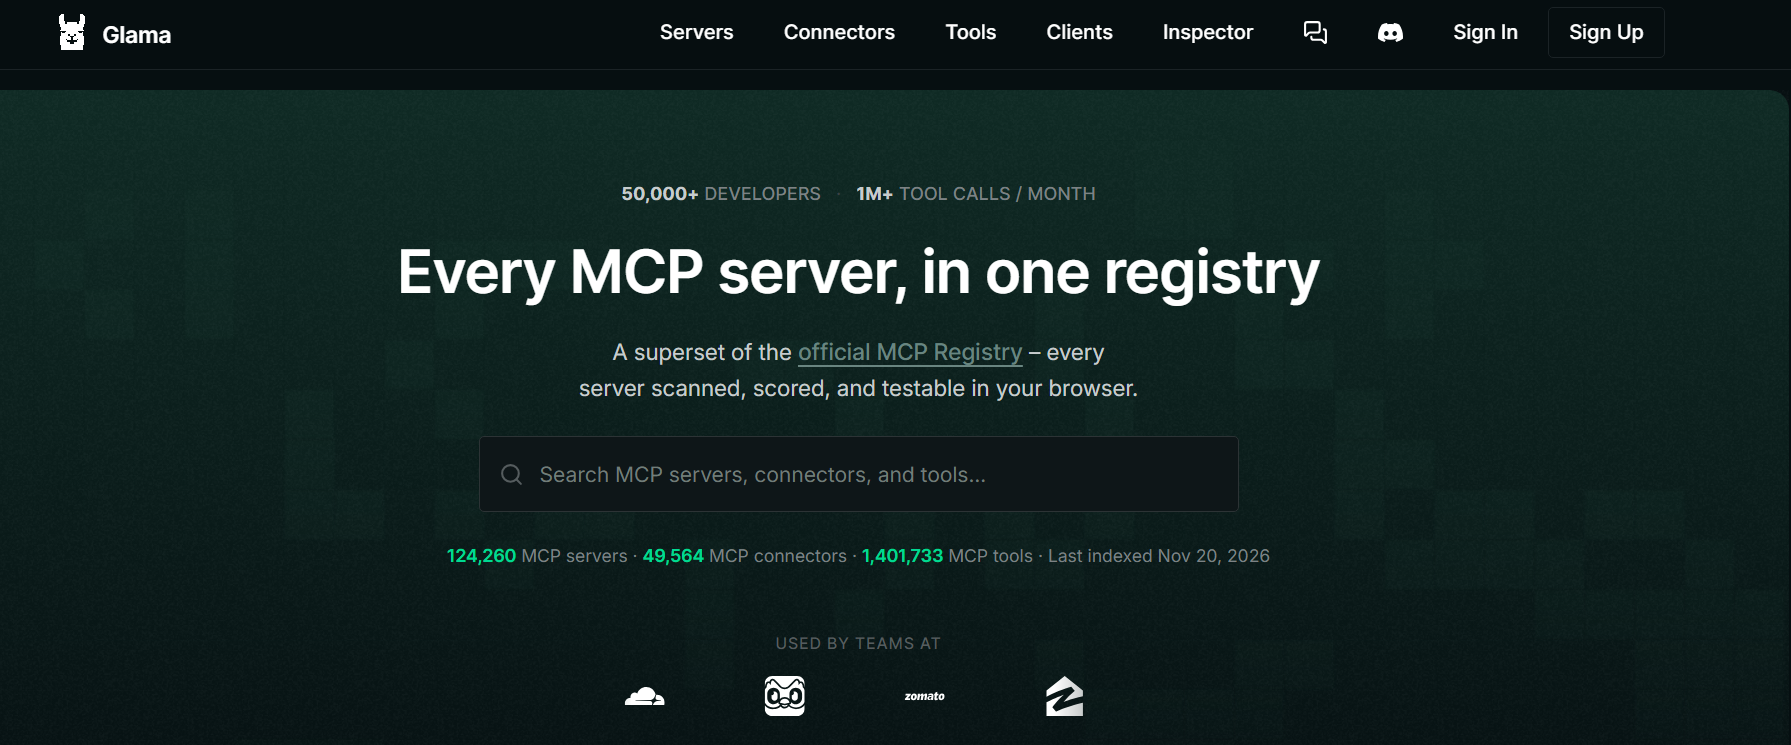 Glama
Servers Connectors Tools Clients Inspector Sign In Sign Up
50,000+ DEVELOPERS · 1M+ TOOL CALLS / MONTH
Every MCP server, in one registry
A superset of the official MCP Registry – every
server scanned, scored, and testable in your browser.
Search MCP servers, connectors, and tools...
124,260 MCP servers · 49,564 MCP connectors · 1,401,733 MCP tools · Last indexed Nov 20, 2026
USED BY TEAMS AT
zomato